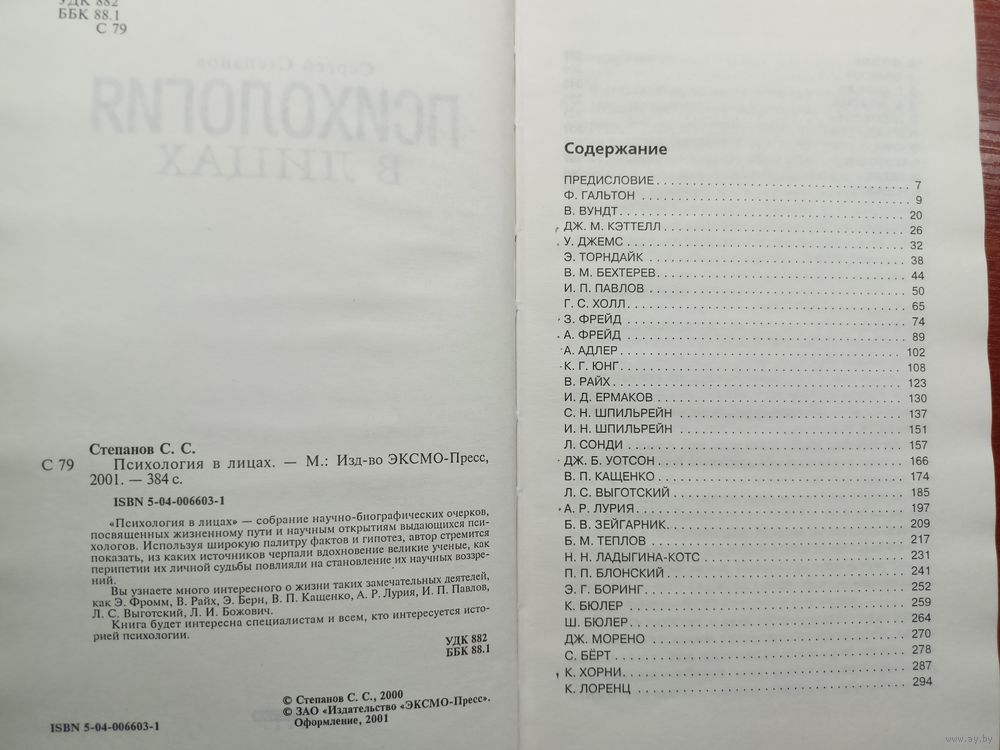 УДК 882
ББК 88.1
С 79
Сергей Степанов
ПСИХОЛОГИЯ
В ЛИЦАХ
Степанов С. С.
С 79 Психология в лицах. — М.: Изд-во ЭКСМО-Пресс,
2001. — 384 с.
ISBN 5-04-006603-1
«Психология в лицах» — собрание научно-биографических очерков,
посвященных жизненному пути и научным открытиям выдающихся пси-
хологов. Используя широкую палитру фактов и гипотез, автор стремится
показать, из каких источников черпали вдохновение великие ученые, как
перипетии их личной судьбы повлияли на становление их научных воззре-
ний.
Вы узнаете много интересного о жизни таких замечательных деятелей,
как Э. Фромм, В. Райх, Э. Берн, В. П. Кащенко, А. Р. Лурия, И. П. Павлов,
Л. С. Выготский, Л. И. Божович.
Книга будет интересна специалистам и всем, кто интересуется исто-
рией психологии.
УДК 882
ББК 88.1
© Степанов С. С., 2000
© ЗАО «Издательство «ЭКСМО-Пресс».
Оформление, 2001
ISBN 5-04-006603-1
Содержание
ПРЕДИСЛОВИЕ 7
Ф. ГАЛЬТОН 9
В. ВУНДТ 20
ДЖ. М. КЭТТЕЛЛ 26
У. ДЖЕМС 32
Э. ТОРНДАЙК 38
В. М. БЕХТЕРЕВ 44
И. П. ПАВЛОВ 50
Г. С. ХОЛЛ 65
З. ФРЕЙД 74
А. ФРЕЙД 89
А. АДЛЕР 102
К. Г. ЮНГ 108
В. РАЙХ 123
И. Д. ЕРМАКОВ 130
С. Н. ШПИЛЬРЕЙН 137
И. Н. ШПИЛЬРЕЙН 151
Л. СОНДИ 157
ДЖ. Б. УОТСОН 166
В. П. КАЩЕНКО 174
Л. С. ВЫГОТСКИЙ 185
А. Р. ЛУРИЯ 197
Б. В. ЗЕЙГАРНИК 209
Б. М. ТЕПЛОВ 217
Н. Н. ЛАДЫГИНА-КОТС 231
П. П. БЛОНСКИЙ 241
Э. Г. БОРИНГ 252
К. БЮЛЕР 259
Ш. БЮЛЕР 264
ДЖ. МОРЕНО 270
С. БЁРТ 278
К. ХОРНИ 287
К. ЛОРЕНЦ 294
www.ay.by